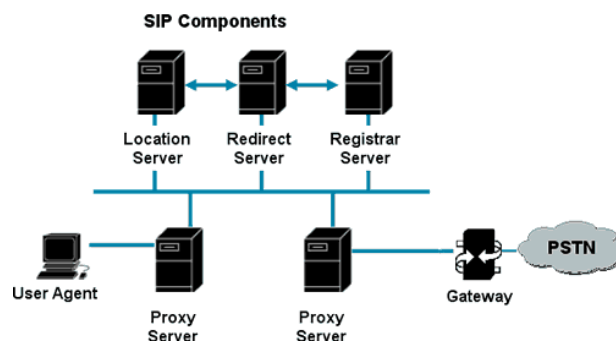 SIP Components
Location
Server
Redirect
Server
Registrar
Server
User Agent
Proxy
Server
Proxy
Server
Gateway
PSTN